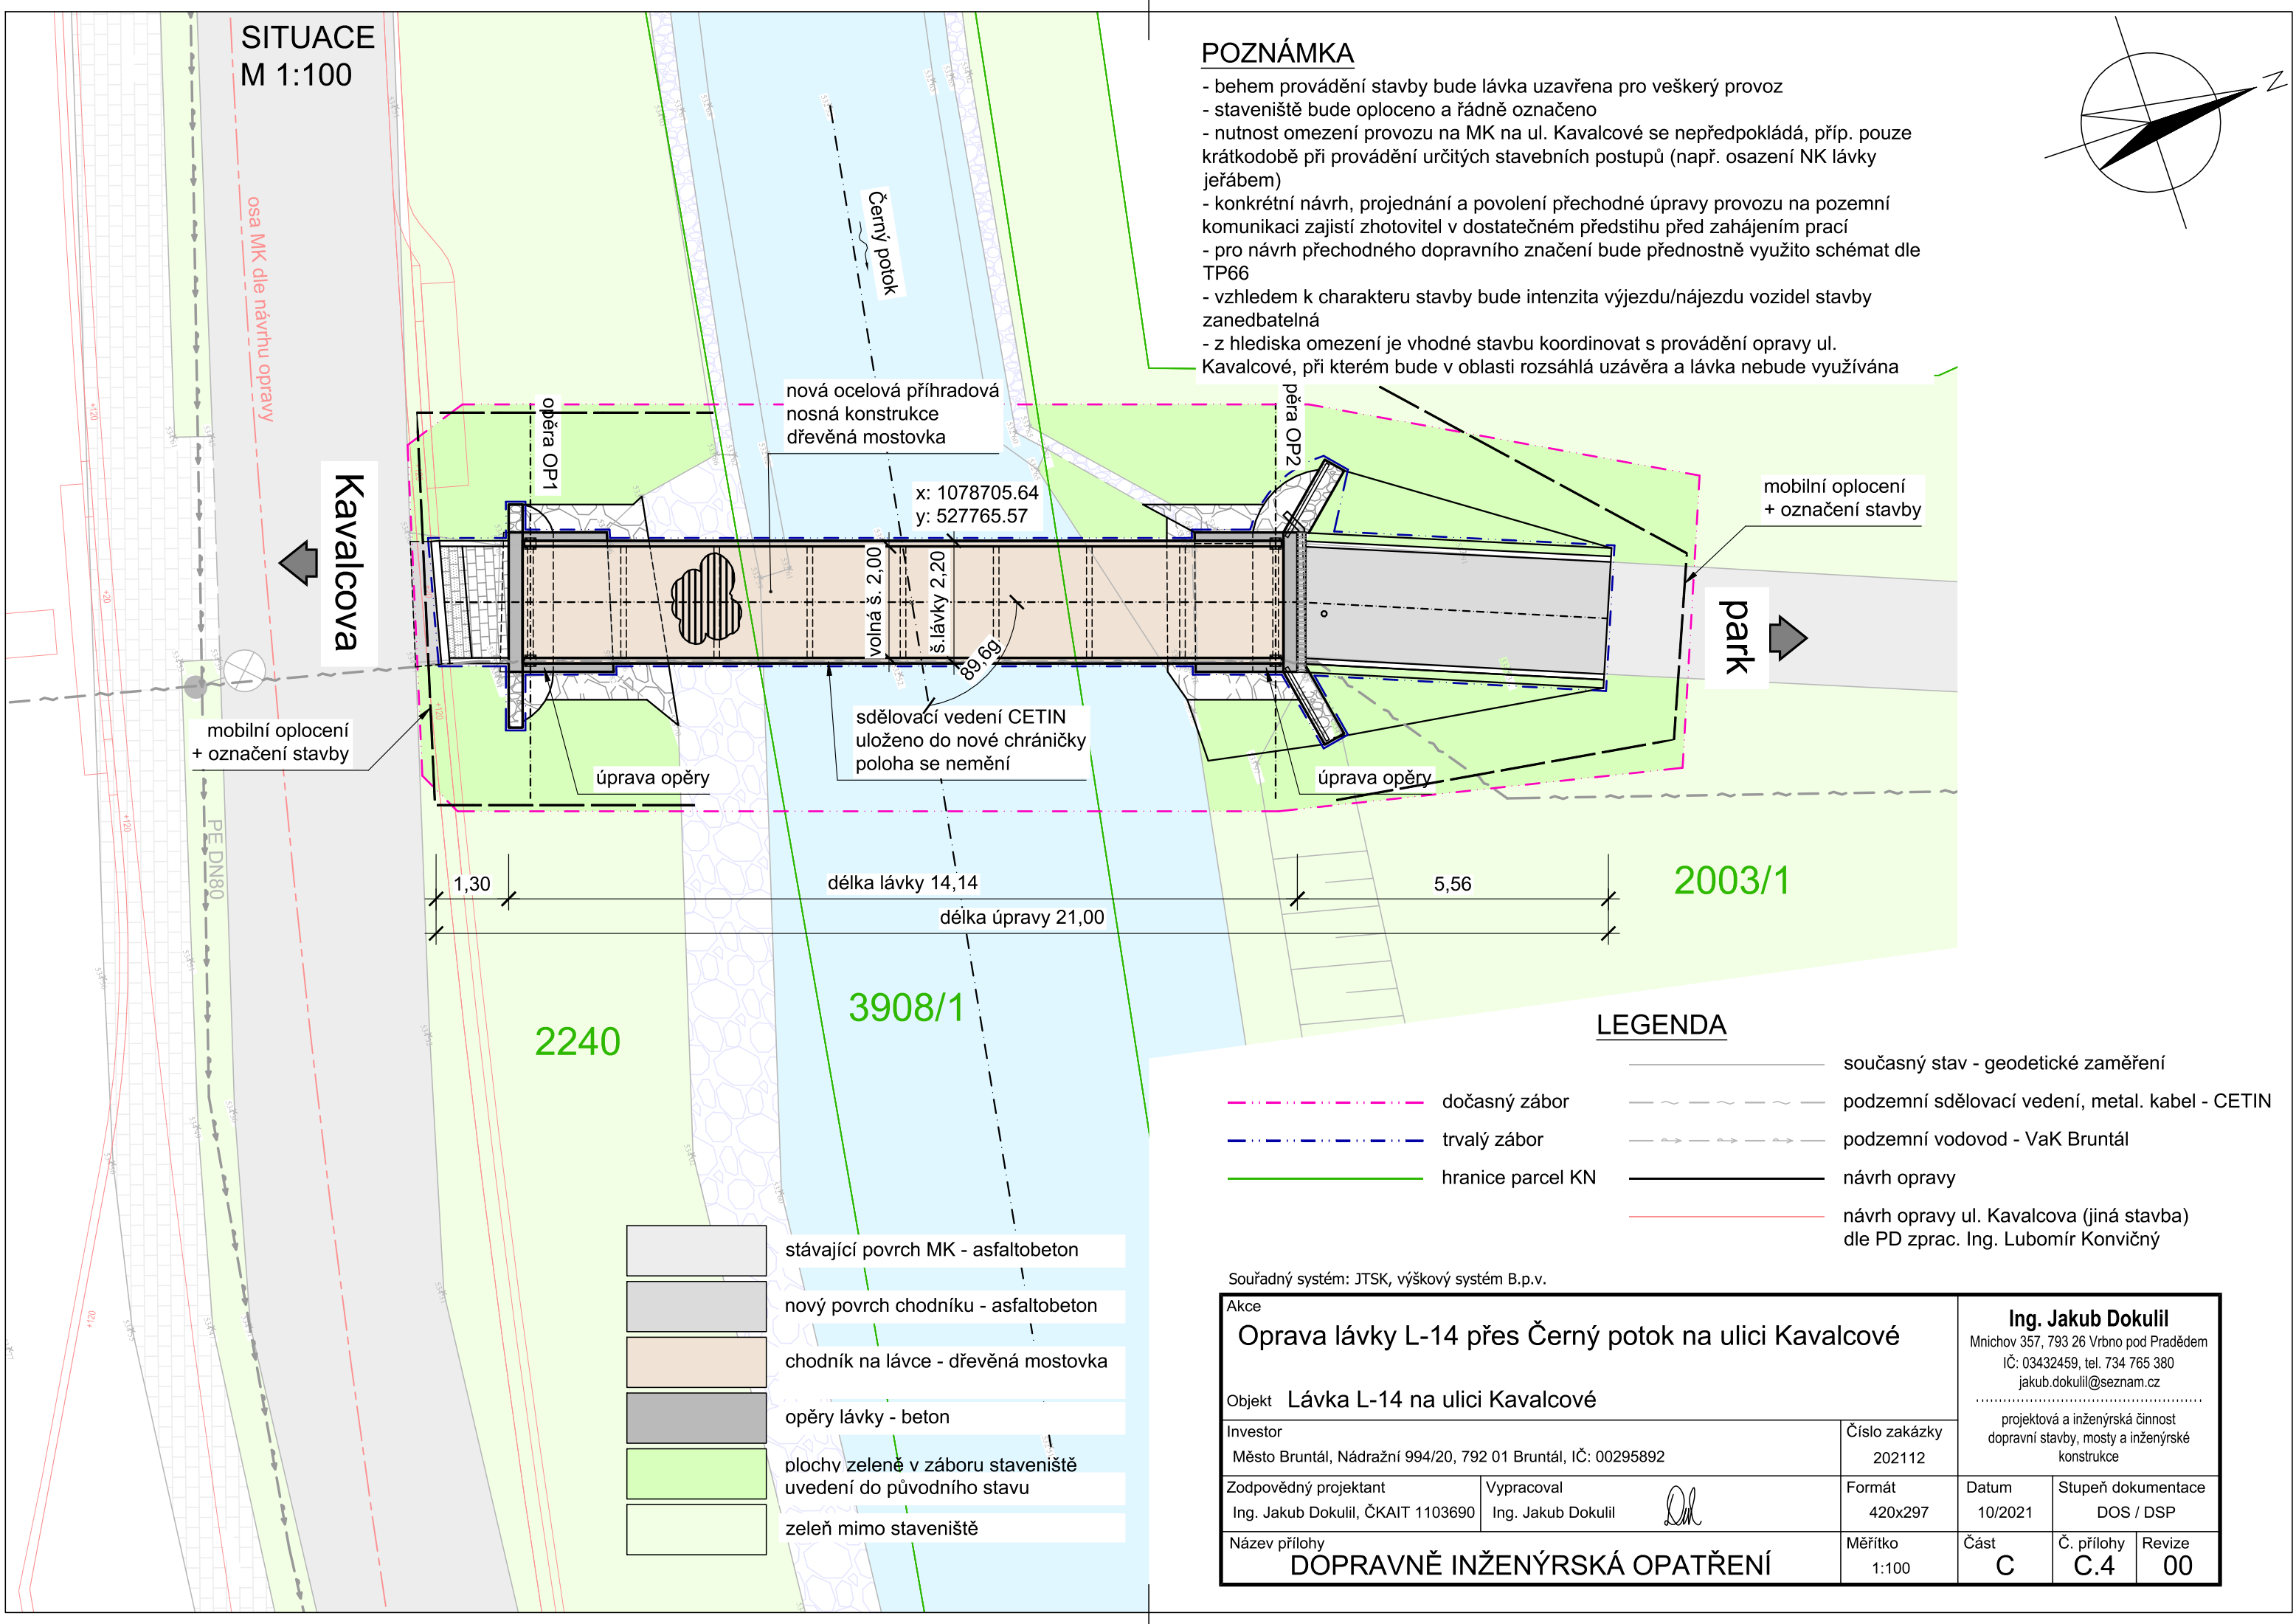 SITUACE
M 1:100
POZNÁMKA
- behem provádění stavby bude lávka uzavřena pro veškerý provoz
- staveniště bude oploceno a řádně označeno
- nutnost omezení provozu na MK na ul. Kavalcové se nepředpokládá, příp. pouze
krátkodobě při provádění určitých stavebních postupů (např. osazení NK lávky
jeřábem)
- konkrétní návrh, projednání a povolení přechodné úpravy provozu na pozemní
komunikaci zajistí zhotovitel v dostatečném předstihu před zahájením prací
- pro návrh přechodného dopravního značení bude přednostně využito schémat dle
TP66
- vzhledem k charakteru stavby bude intenzita výjezdu/nájezdu vozidel stavby
zanedbatelná
- z hlediska omezení je vhodné stavbu koordinovat s provádění opravy ul.
Kavalcové, při kterém bude v oblasti rozsáhlá uzávěra a lávka nebude využívána
N
osa MK dle návrhu opravy
Černý potok
nová ocelová příhradová
nosná konstrukce
dřevěná mostovka
opěra OP1
pěra OP2
x: 1078705.64
y: 527765.57
mobilní oplocení
+ označení stavby
Kavalcova
volná š. 2,00
š.lávky 2,20
89,6g
park
mobilní oplocení
+ označení stavby
sdělovací vedení CETIN
uloženo do nové chráničky
poloha se nemění
úprava opěry
úprava opěry
PE DN80
+120
+20
+120
+120
+120
1,30
délka lávky 14,14
5,56
délka úpravy 21,00
2003/1
3908/1
2240
LEGENDA
současný stav - geodetické zaměření
dočasný zábor
podzemní sdělovací vedení, metal. kabel - CETIN
trvalý zábor
podzemní vodovod - VaK Bruntál
hranice parcel KN
návrh opravy
návrh opravy ul. Kavalcova (jiná stavba)
dle PD zprac. Ing. Lubomír Konvičný
stávající povrch MK - asfaltobeton
nový povrch chodníku - asfaltobeton
chodník na lávce - dřevěná mostovka
opěry lávky - beton
plochy zeleně v záboru staveniště
uvedení do původního stavu
zeleň mimo staveniště
Souřadný systém: JTSK, výškový systém B.p.v.
Akce
Oprava lávky L-14 přes Černý potok na ulici Kavalcové
Objekt Lávka L-14 na ulici Kavalcové
Ing. Jakub Dokulil
Mnichov 357, 793 26 Vrbno pod Pradědem
IČ: 03432459, tel. 734 765 380
jakub.dokulil@seznam.cz
projektová a inženýrská činnost
dopravní stavby, mosty a inženýrské
konstrukce
Investor
Město Bruntál, Nádražní 994/20, 792 01 Bruntál, IČ: 00295892
Číslo zakázky
202112
Zodpovědný projektant
Ing. Jakub Dokulil, ČKAIT 1103690
Vypracoval
Ing. Jakub Dokulil
Formát
420x297
Datum
10/2021
Stupeň dokumentace
DOS / DSP
Název přílohy
DOPRAVNĚ INŽENÝRSKÁ OPATŘENÍ
Měřítko
1:100
Část
C
Č. přílohy
C.4
Revize
00